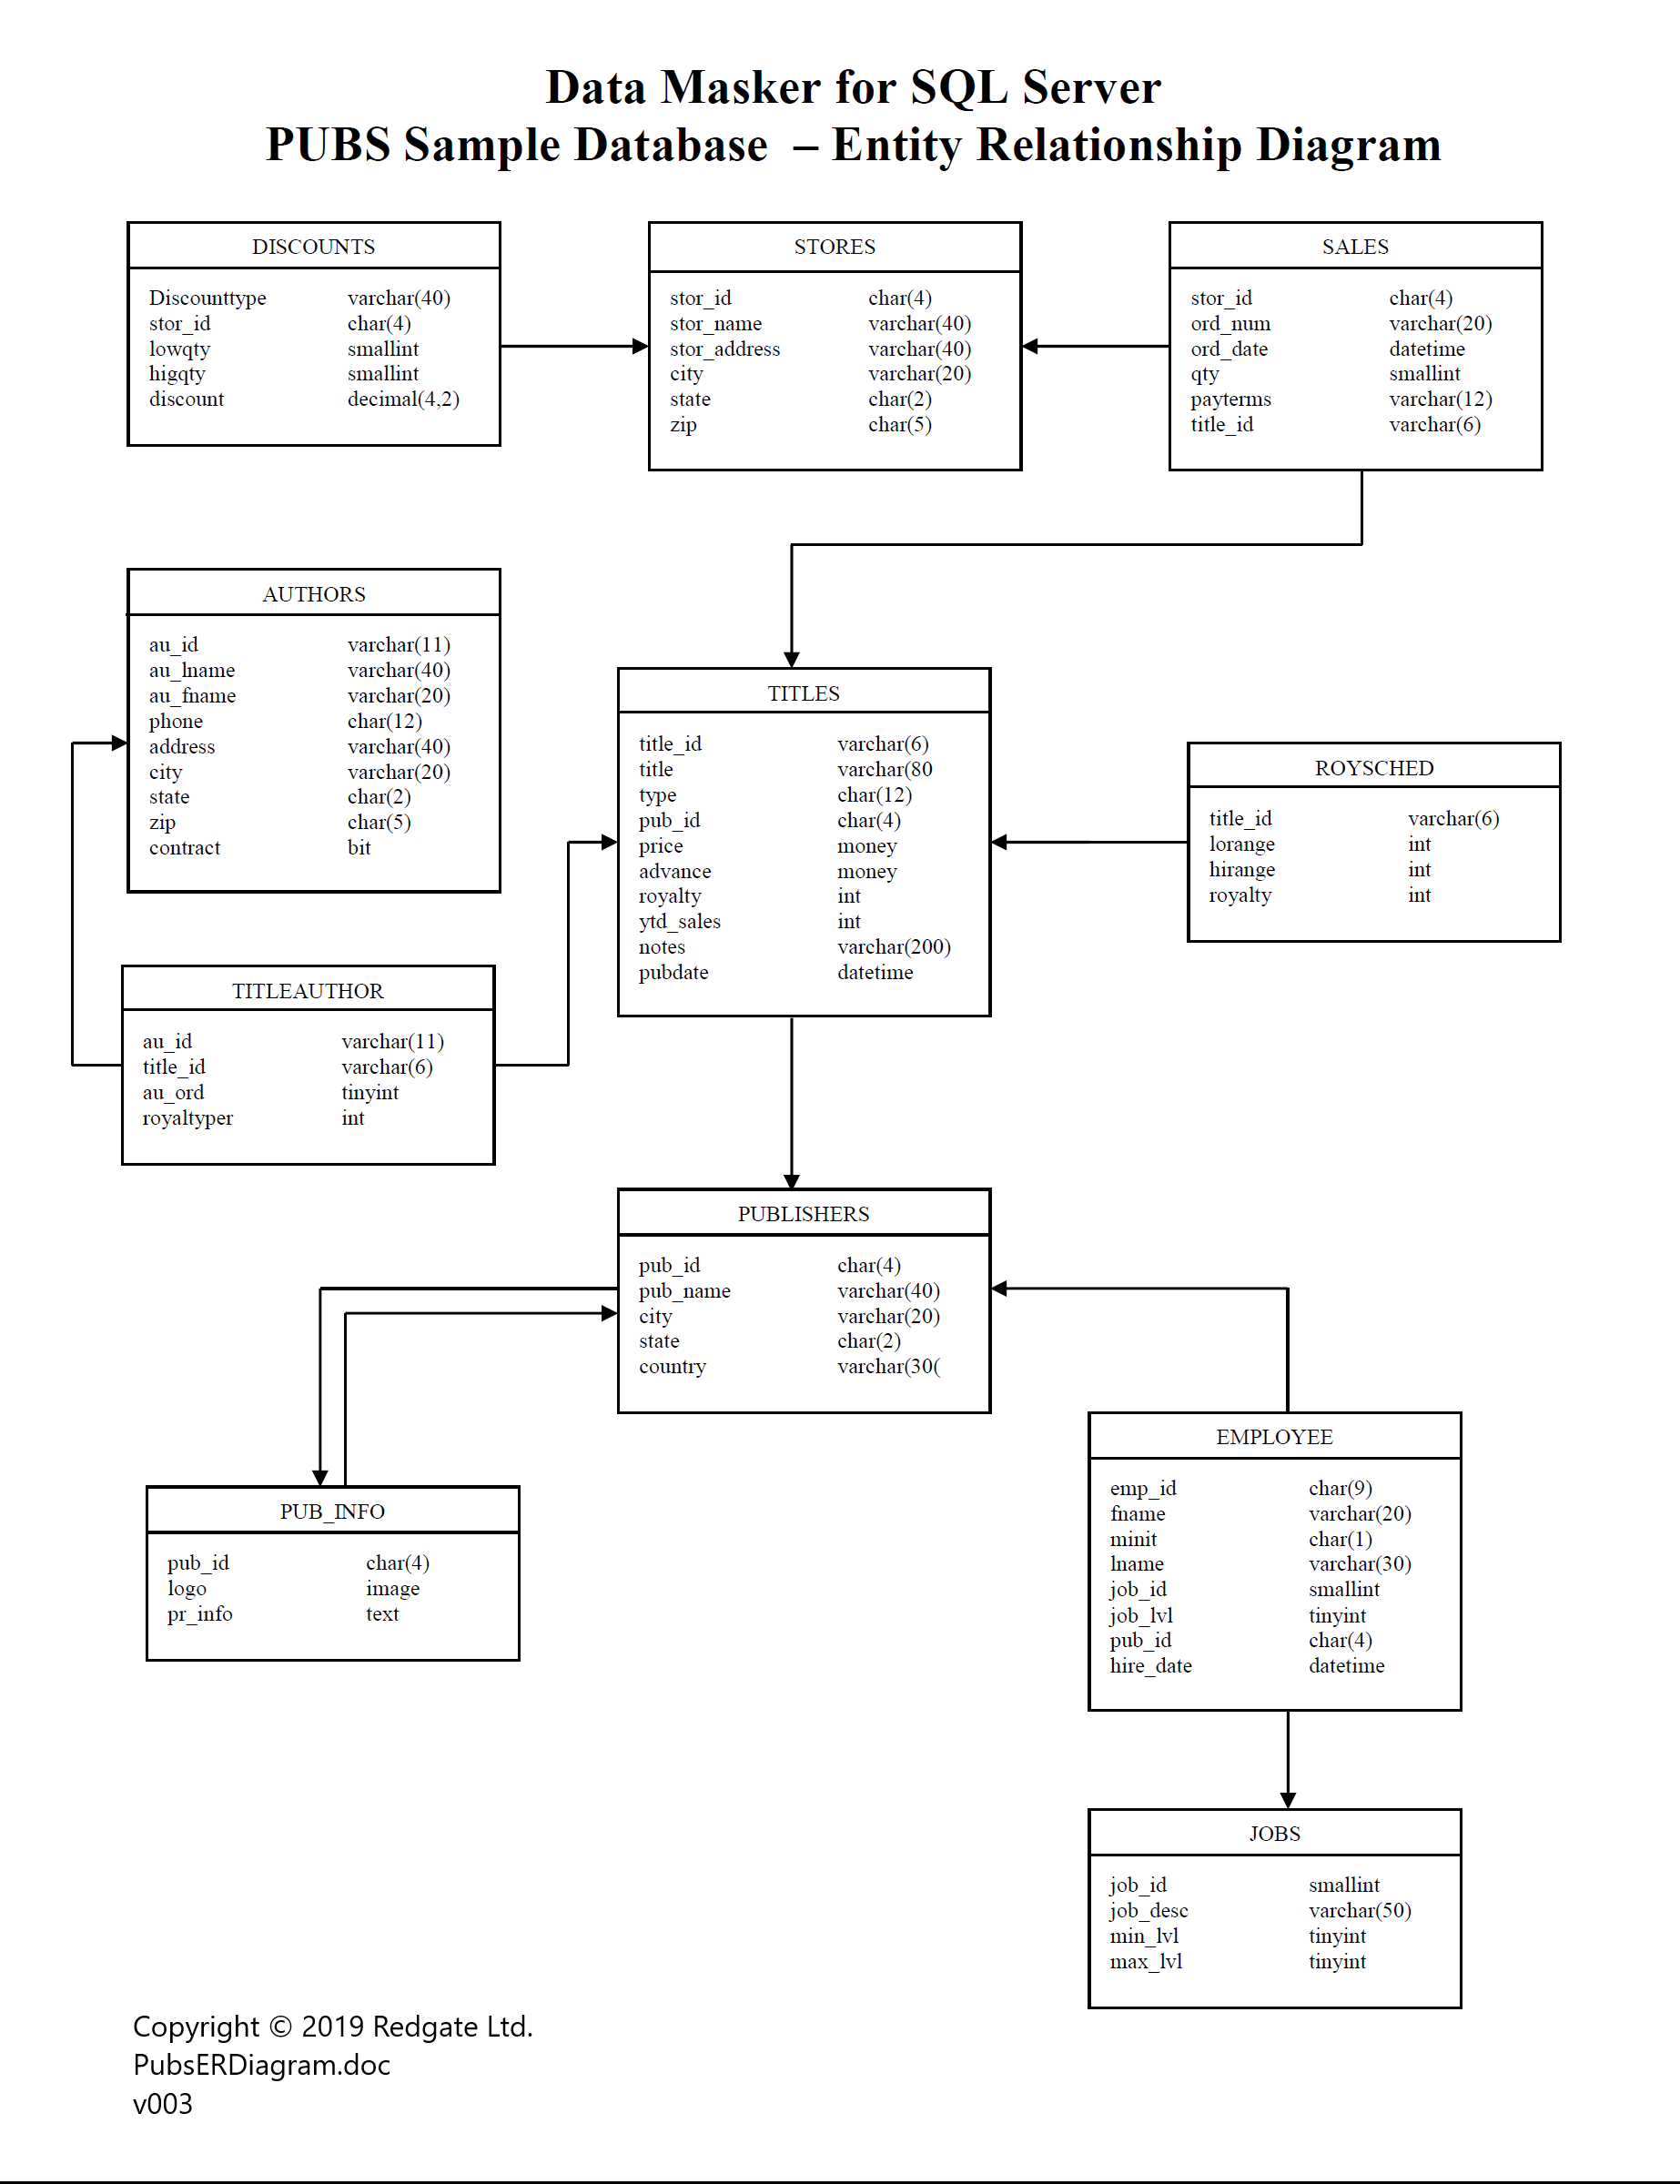 Data Masker for SQL Server
PUBS Sample Database – Entity Relationship Diagram
DISCOUNTS
Discounttype varchar(40)
stor_id char(4)
lowqty smallint
higqty smallint
discount decimal(4,2)
STORES
stor_id char(4)
stor_name varchar(40)
stor_address varchar(40)
city varchar(20)
state char(2)
zip char(5)
SALES
stor_id char(4)
ord_num varchar(20)
ord_date datetime
qty smallint
payterms varchar(12)
title_id varchar(6)
AUTHORS
au_id varchar(11)
au_lname varchar(40)
au_fname varchar(20)
phone char(12)
address varchar(40)
city varchar(20)
state char(2)
zip char(5)
contract bit
TITLES
title_id varchar(6)
title varchar(80
type char(12)
pub_id char(4)
price money
advance money
royalty int
ytd_sales int
notes varchar(200)
pubdate datetime
ROYSCHED
title_id varchar(6)
lorange int
hirange int
royalty int
TITLEAUTHOR
au_id varchar(11)
title_id varchar(6)
au_ord tinyint
royaltyper int
PUBLISHERS
pub_id char(4)
pub_name varchar(40)
city varchar(20)
state char(2)
country varchar(30(
PUB_INFO
pub_id char(4)
logo image
pr_info text
EMPLOYEE
emp_id char(9)
fname varchar(20)
minit char(1)
lname varchar(30)
job_id smallint
job_lvl tinyint
pub_id char(4)
hire_date datetime
JOBS
job_id smallint
job_desc varchar(50)
min_lvl tinyint
max_lvl tinyint
Copyright © 2019 Redgate Ltd.
PubsERDiagram.doc
v003